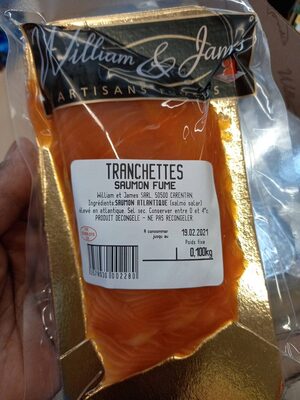 William & James
ARTISANS
TRANCHETTES
SAUMON FUME
William et James SARL 50500 CARENTAN
Ingrédients:SAUMON ATLANTIQUE (salmo salar)
élevé en atlantique. Sel sec. Conserver entre 0 et 4°c
PRODUIT DECONGELE - NE PAS RECONGELER
A consommer
jusqu'au
19.02.2021
Poids fixe
0,100kg